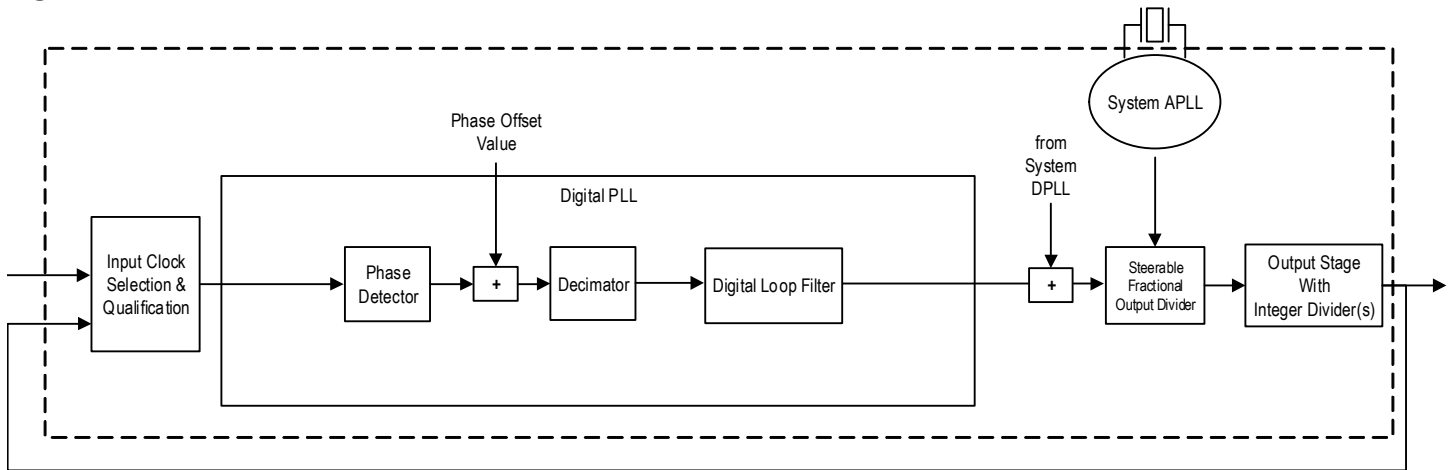 System APLL
Phase Offset
Value
from
System
DPLL
Digital PLL
Input Clock
Selection &
Qualification
Phase
Detector
+
Decimator
Digital Loop Filter
+
Steerable
Fractional
Output Divider
Output Stage
With
Integer Divider(s)